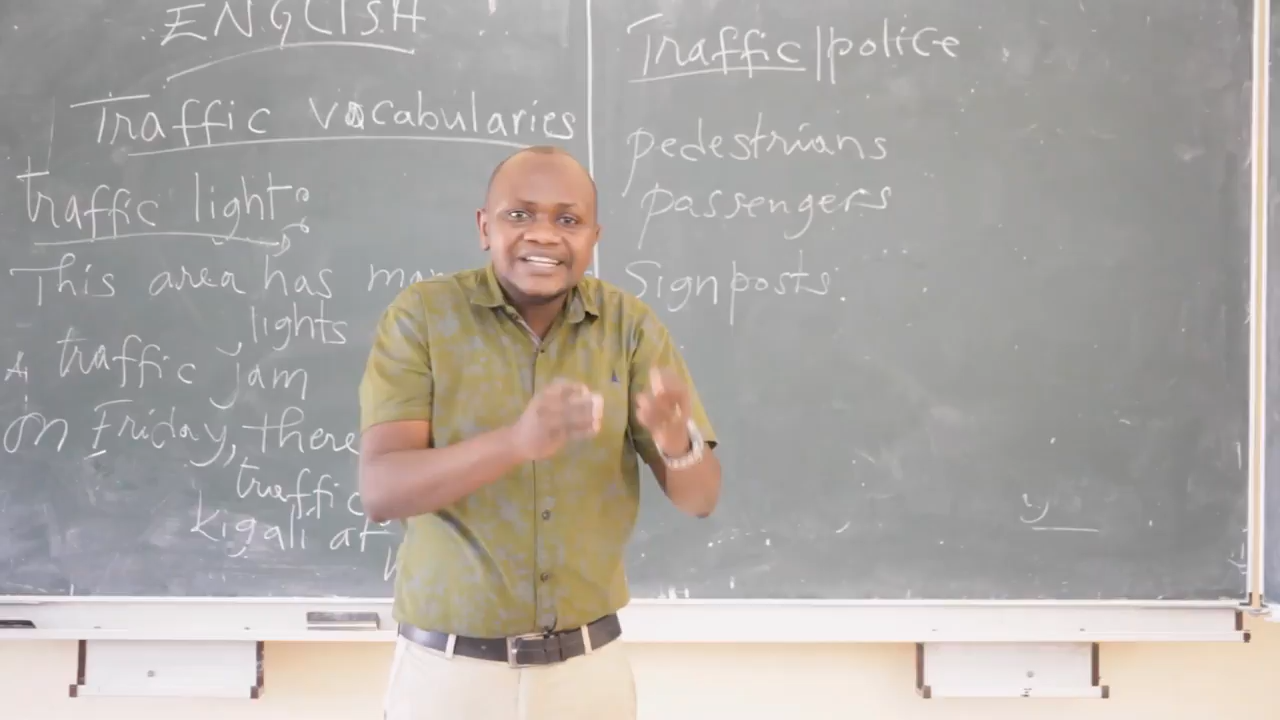 ENGLISH
Traffic vocabularies
traffic light:
This area has
lights
traffic jam
On Friday, there
traffic
kigali at
Traffic|police
pedestrians
passengers
Signposts
y